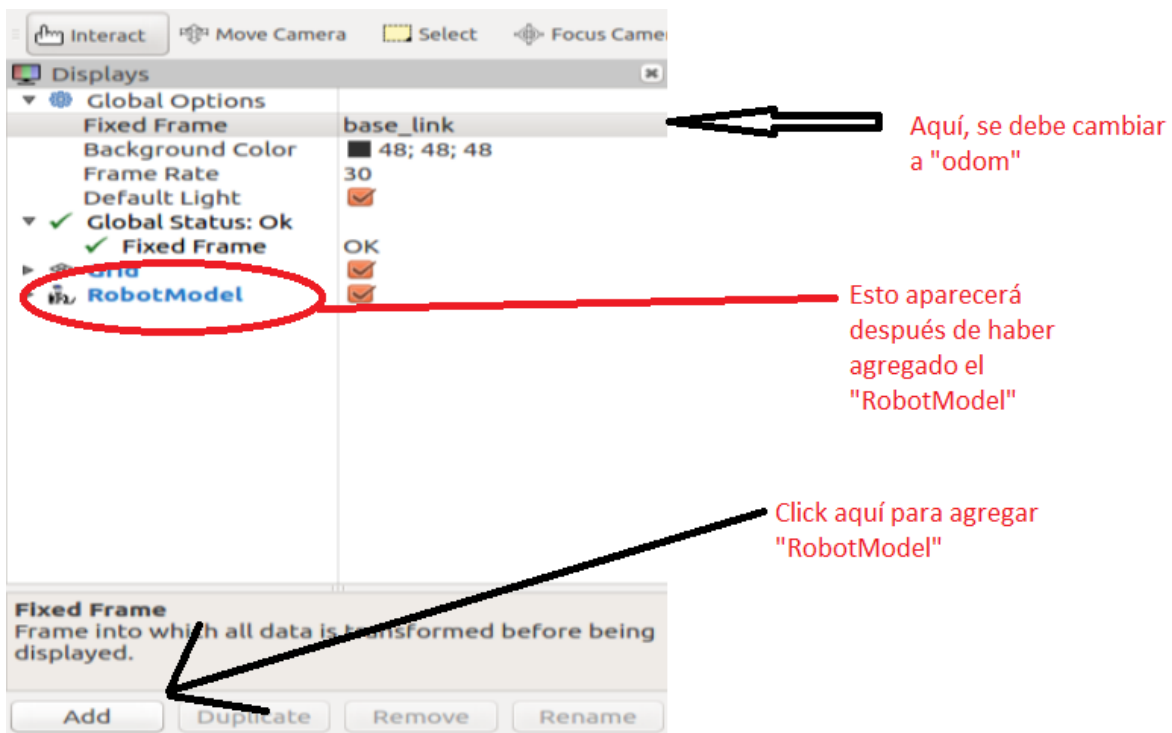 Interact Move Camera Select Focus Came
Displays
Global Options
Fixed Frame base_link
Background Color 48; 48; 48
Frame Rate 30
Default Light
Global Status: Ok
Fixed Frame OK
Grid
RobotModel
Aquí, se debe cambiar
a "odom"
Esto aparecerá
después de haber
agregado el
"RobotModel"
Click aquí para agregar
"RobotModel"
Fixed Frame
Frame into which all data is transformed before being
displayed.
Add Duplicate Remove Rename